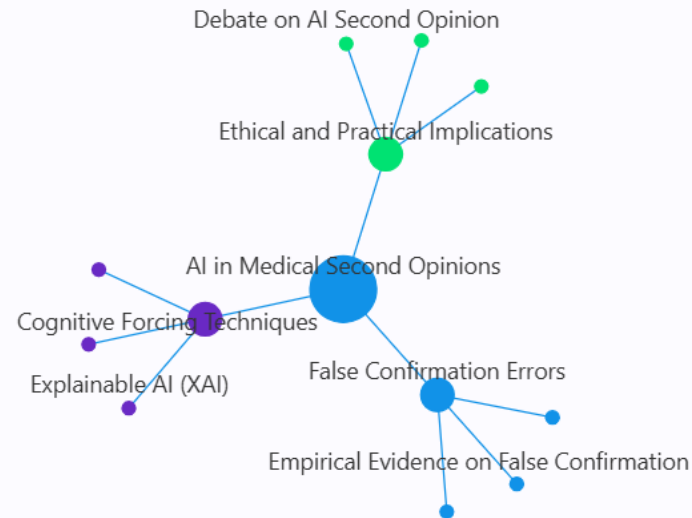 Debate on AI Second Opinion
Ethical and Practical Implications
AI in Medical Second Opinions
Cognitive Forcing Techniques
False Confirmation Errors
Explainable AI (XAI)
Empirical Evidence on False Confirmation